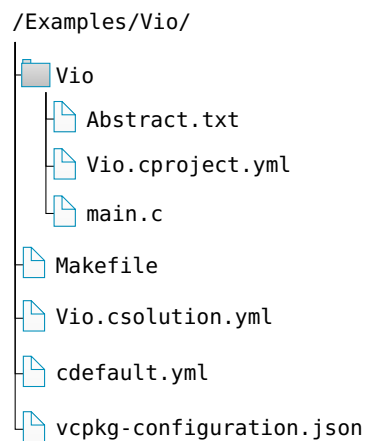 /Examples/Vio/
Vio
Abstract.txt
Vio.cproject.yml
main.c
Makefile
Vio.csolution.yml
cdefault.yml
vcpkg-configuration.json